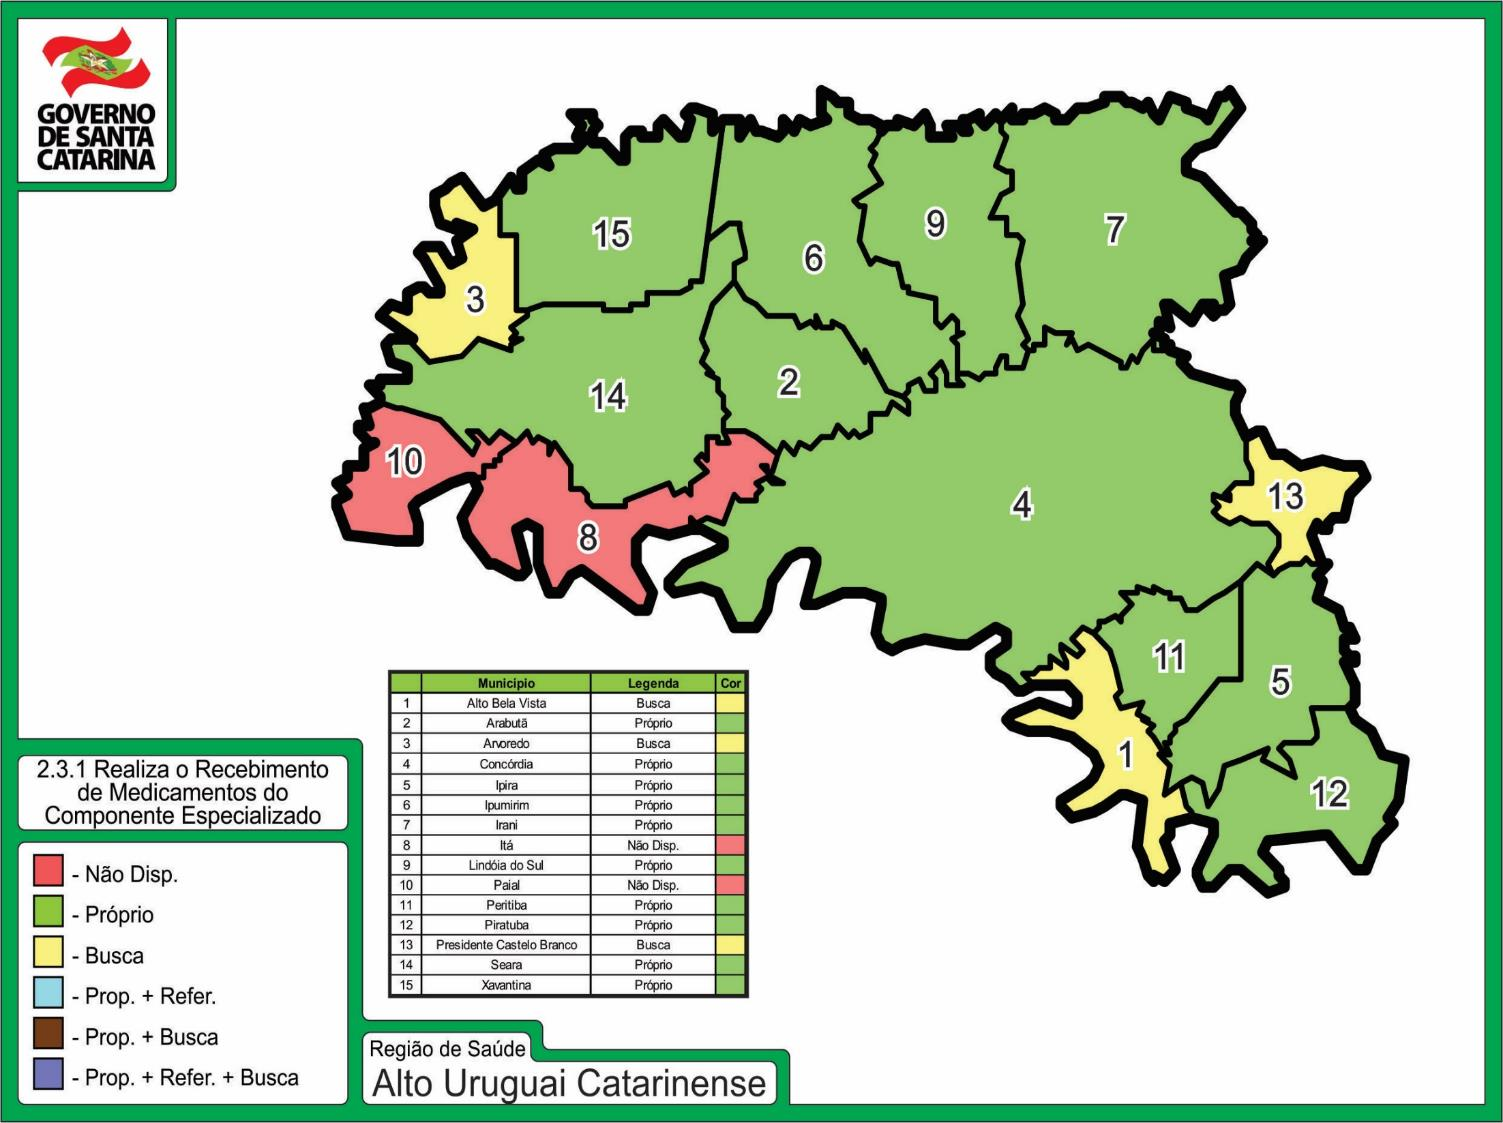 GOVERNO
DE SANTA
CATARINA
15
6
9
7
3
14
2
10
8
4
13
11
5
1
12
Municipio Legenda Cor
1 Alto Bela Vista Busca
2 Arabutã Próprio
3 Arvoredo Busca
4 Concórdia Próprio
5 Ipira Próprio
6 Ipumirim Próprio
7 Irani Próprio
8 Itá Não Disp.
9 Lindóia do Sul Próprio
10 Paial Não Disp.
11 Peritiba Próprio
12 Piratuba Próprio
13 Presidente Castelo Branco Busca
14 Seara Próprio
15 Xavantina Próprio
2.3.1 Realiza o Recebimento
de Medicamentos do
Componente Especializado
- Não Disp.
- Próprio
- Busca
- Prop. + Refer.
- Prop. + Busca
- Prop. + Refer. + Busca
Região de Saúde
Alto Uruguai Catarinense